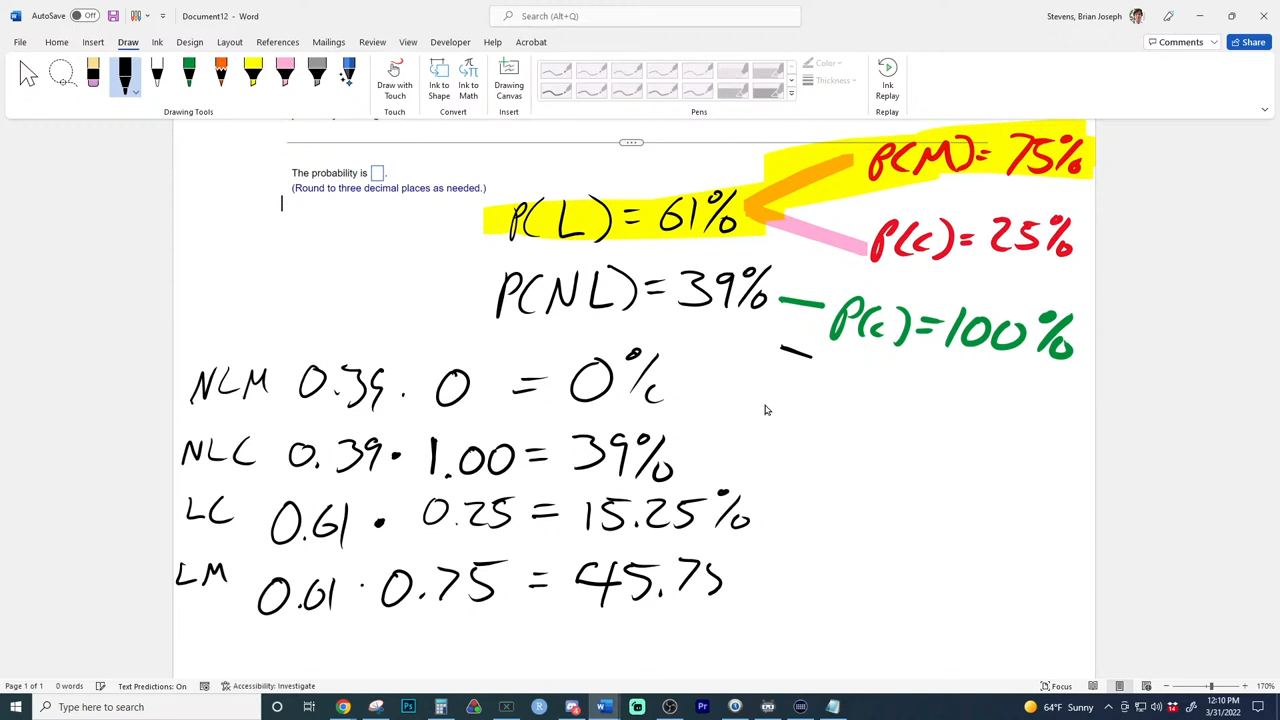 AutoSave Off Document12 - Word Search (Alt+Q) Stevens, Brian Joseph
File Home Insert Draw Ink Design Layout References Mailings Review View Developer Help Acrobat Comments Share
Draw with Touch Ink to Shape Ink to Math Drawing Canvas Color Thickness Ink Replay
Drawing Tools Touch Convert Insert Pens Replay
The probability is .
(Round to three decimal places as needed.)
P(M)= 75%
P(L) = 61%
P(C)= 25%
P(NL)= 39%
P(C)=100%
NLM 0.39 · 0 = 0%
NLC 0.39 • 1.00 = 39%
LC 0.61 • 0.25 = 15.25%
LM 0.61 · 0.75 = 45.75
Page 1 of 1 0 words Text Predictions: On Accessibility: Investigate Focus 170%
Type here to search 64°F Sunny 12:10 PM
3/31/2022